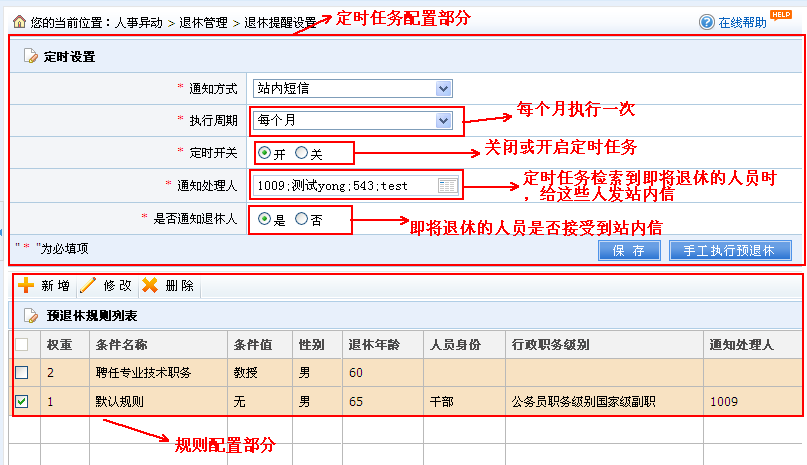 您的当前位置：人事异动 > 退休管理 > 退休提醒设置
定时任务配置部分
在线帮助 HELP
定时设置
* 通知方式 站内短信
* 执行周期 每个月
每个月执行一次
* 定时开关 开 关
关闭或开启定时任务
* 通知处理人 1009;测试yong;543;test
定时任务检索到即将退休的人员时
，给这些人发站内信
* 是否通知退休人 是 否
即将退休的人员是否接受到站内信
" * "为必填项
保 存 手工执行预退休
新 增 修 改 删 除
预退休规则列表
权重 条件名称 条件值 性别 退休年龄 人员身份 行政职务级别 通知处理人
2 聘任专业技术职务 教授 男 60
1 默认规则 无 男 65 干部 公务员职务级别国家级副职 1009
规则配置部分